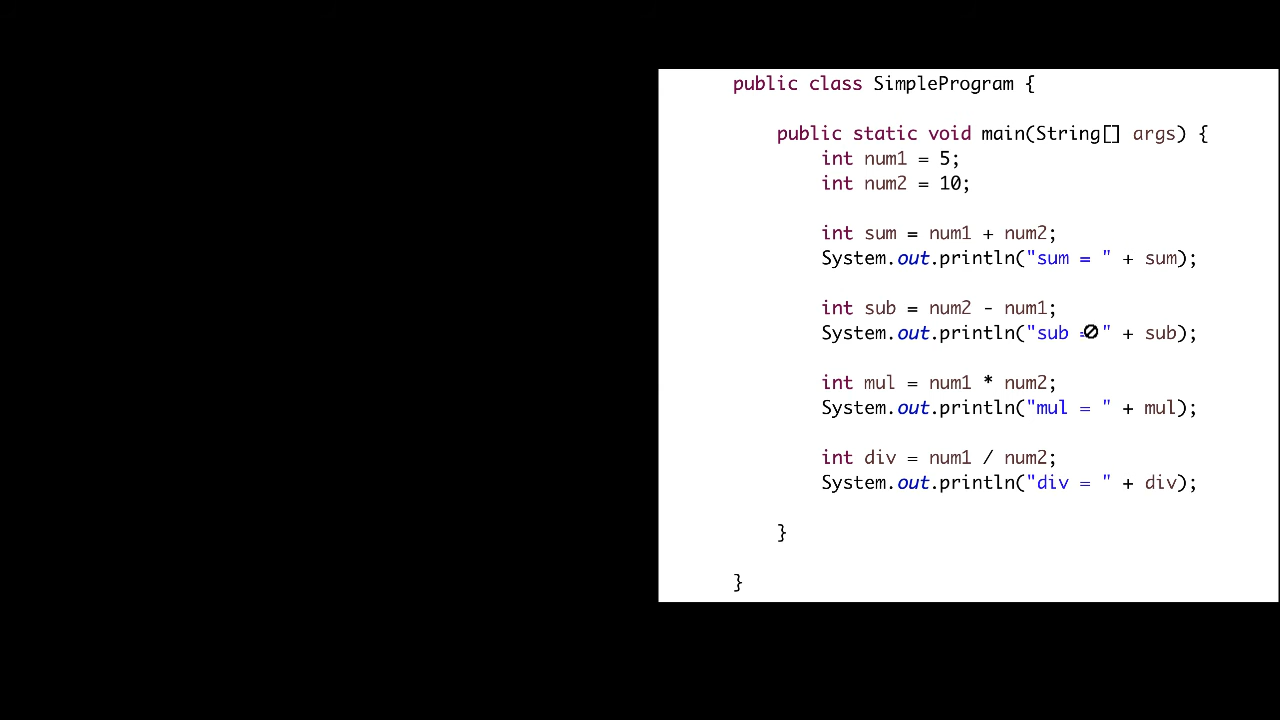 public class SimpleProgram {
public static void main(String[] args) {
int num1 = 5;
int num2 = 10;
int sum = num1 + num2;
System.out.println("sum = " + sum);
int sub = num2 - num1;
System.out.println("sub = " + sub);
int mul = num1 * num2;
System.out.println("mul = " + mul);
int div = num1 / num2;
System.out.println("div = " + div);
}
}